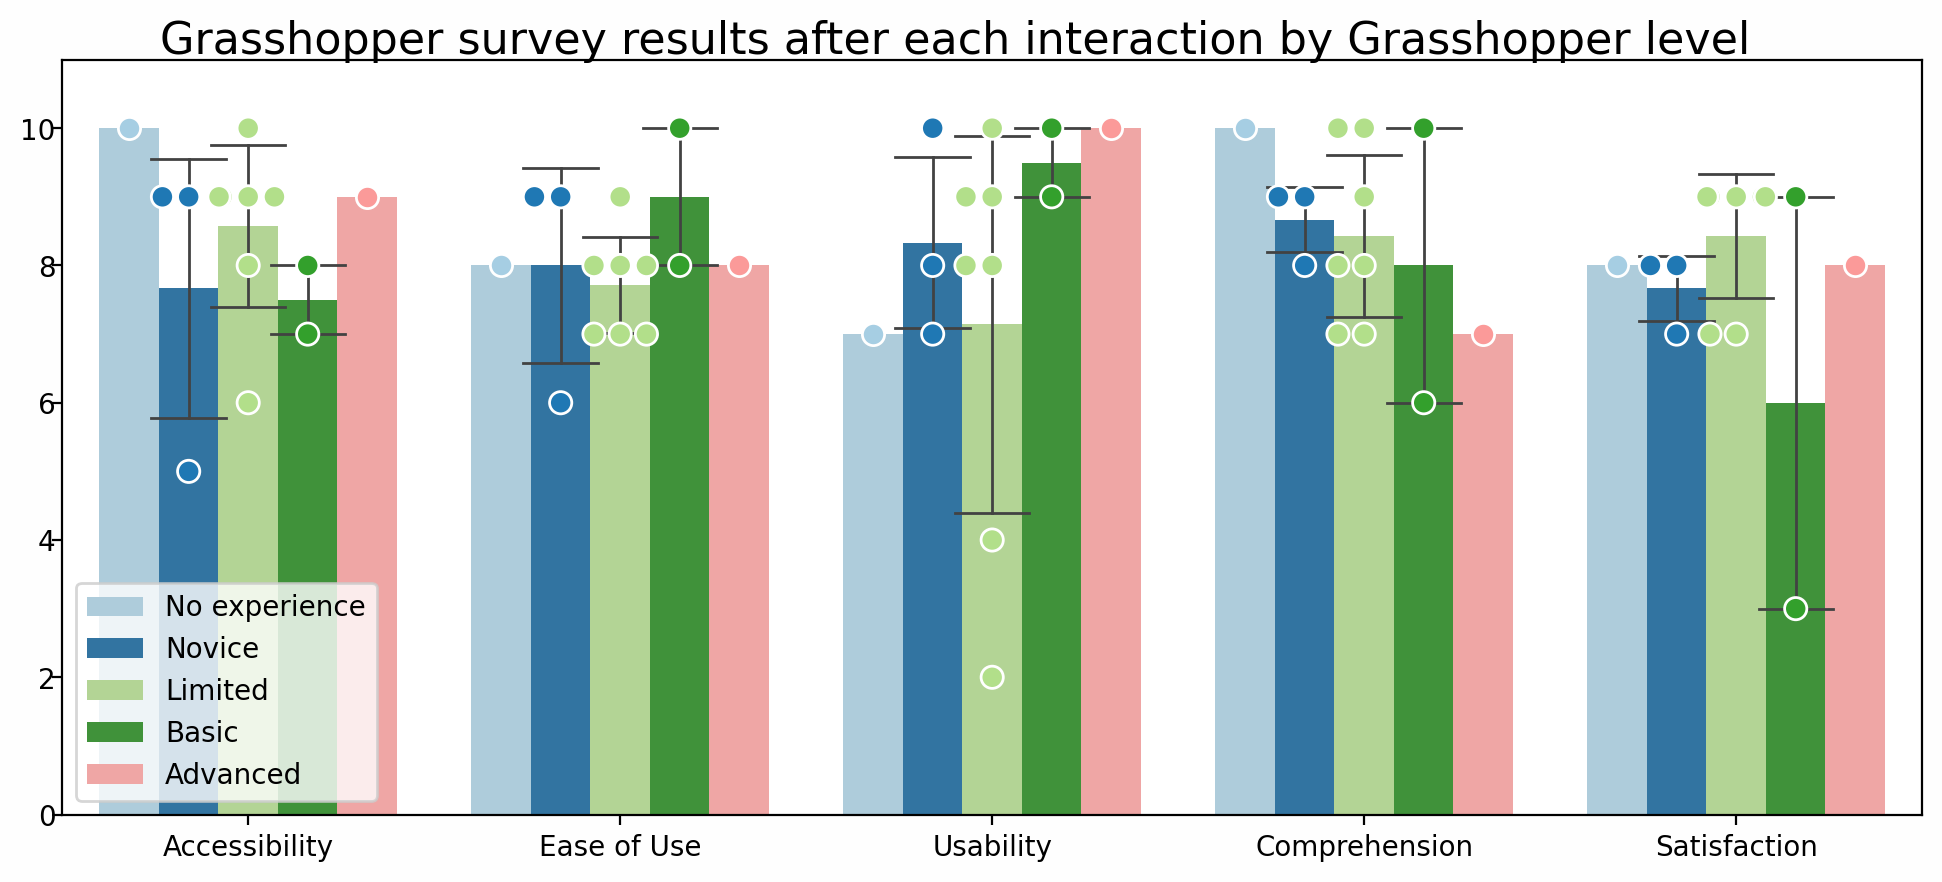 Grasshopper survey results after each interaction by Grasshopper level
10
8
6
4
2
0
No experience
Novice
Limited
Basic
Advanced
Accessibility
Ease of Use
Usability
Comprehension
Satisfaction